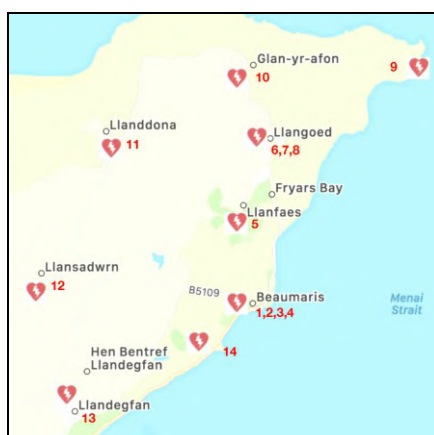 Glan-yr-afon
9
10
Llanddona
11
Llangoed
6,7,8
Fryars Bay
Llanfaes
5
Llansadwrn
12
B5109
Beaumaris
1,2,3,4
Menai
Strait
14
Hen Bentref
Llandegfan
Llandegfan
13